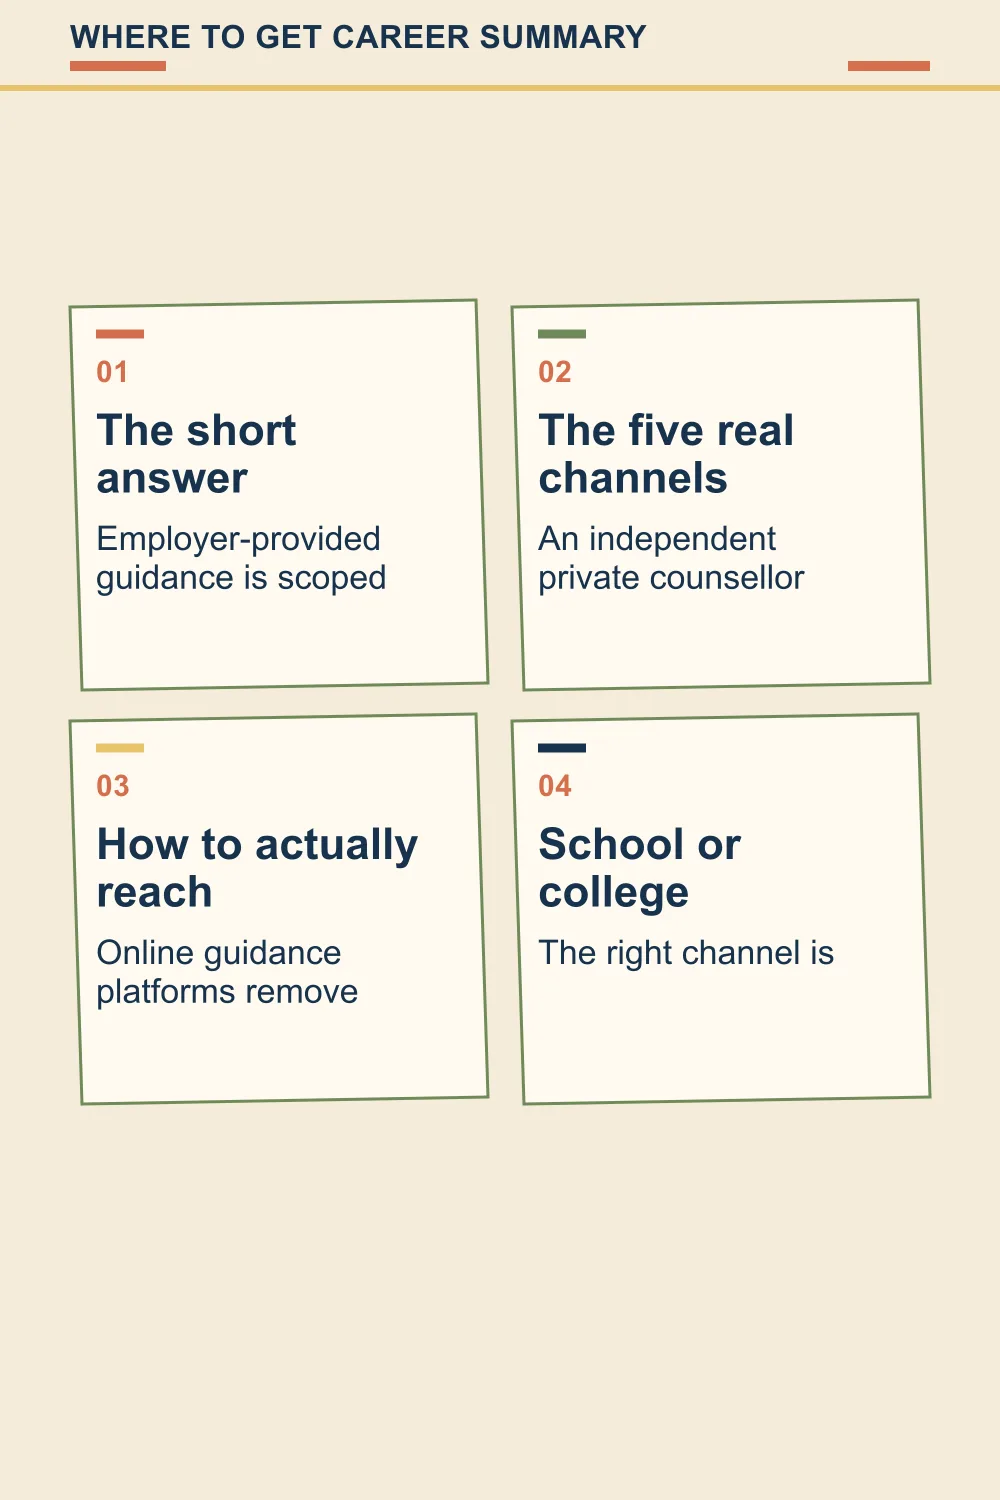 WHERE TO GET CAREER SUMMARY
01
The short
answer
Employer-provided
guidance is scoped
02
The five real
channels
An independent
private counsellor
03
How to actually
reach
Online guidance
platforms remove
04
School or
college
The right channel is